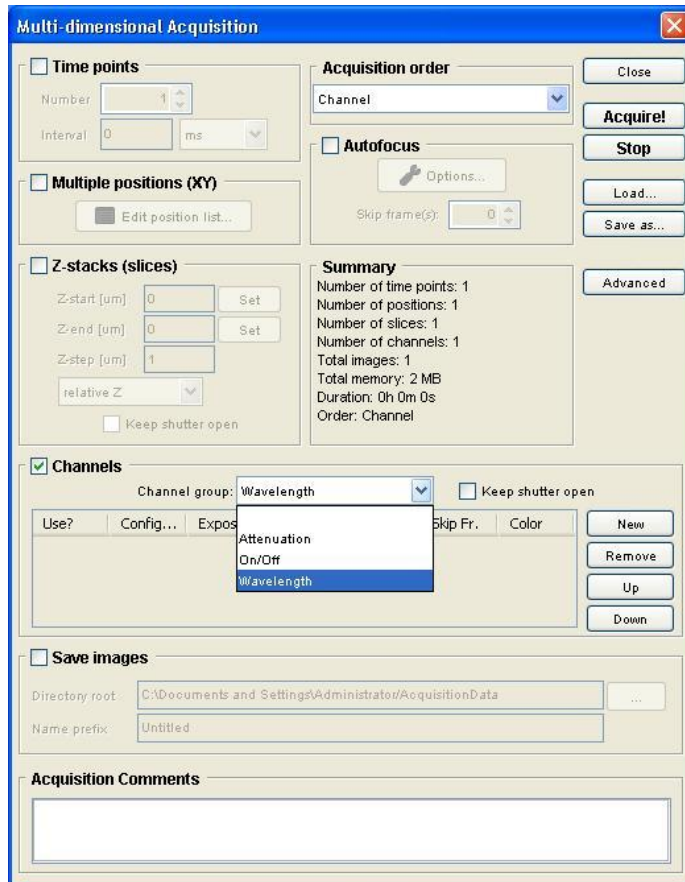 Multi-dimensional Acquisition
Time points
Number 1
Interval 0 ms
Multiple positions (XY)
Edit position list...
Z-stacks (slices)
Z-start [um] 0 Set
Z-end [um] 0 Set
Z-step [um] 1
relative Z
Keep shutter open
Acquisition order
Channel
Autofocus
Options...
Skip frame(s): 0
Summary
Number of time points: 1
Number of positions: 1
Number of slices: 1
Number of channels: 1
Total images: 1
Total memory: 2 MB
Duration: 0h 0m 0s
Order: Channel
Close
Acquire!
Stop
Load...
Save as...
Advanced
Channels
Channel group: Wavelength Keep shutter open
Use? Config... Expos Skip Fr. Color
Attenuation
On/Off
Wavelength
New
Remove
Up
Down
Save images
Directory root C:\Documents and Settings\Administrator/AcquisitionData ...
Name prefix Untitled
Acquisition Comments